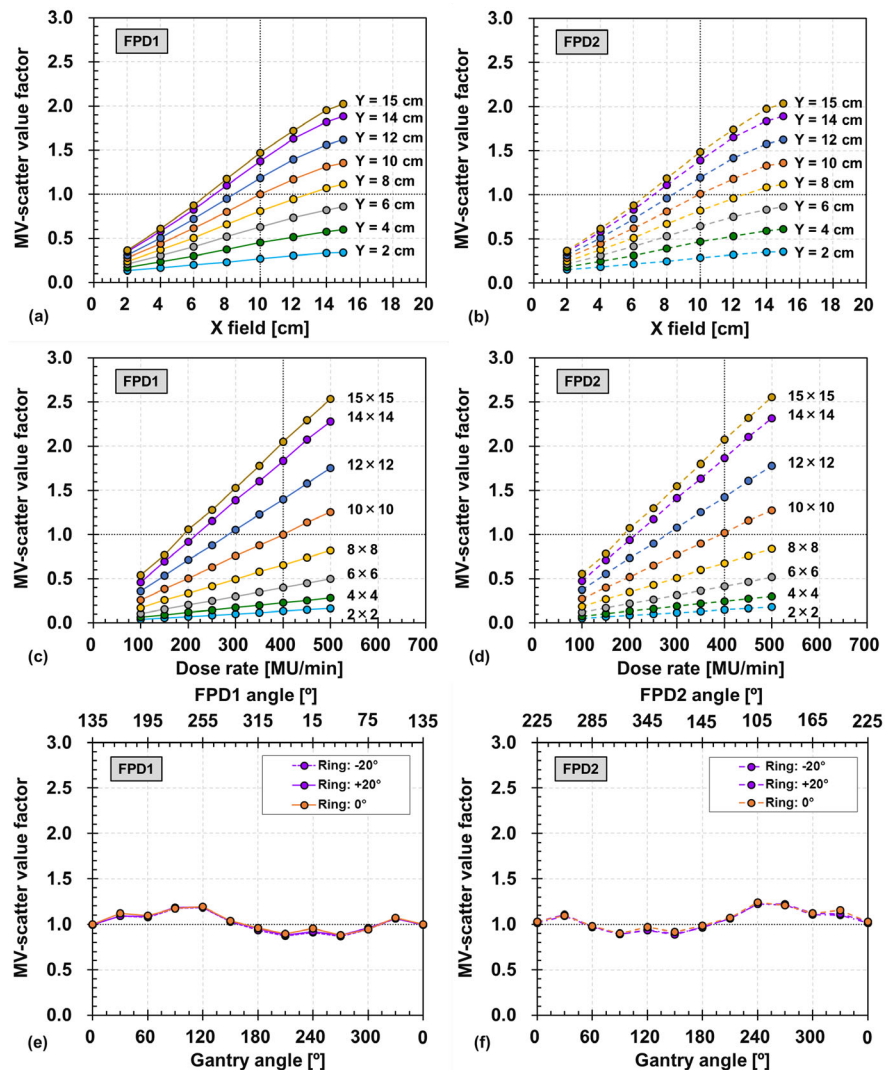 3.0
FPD1
2.5
Y = 15 cm
2.0
Y = 14 cm
Y = 12 cm
1.5
Y = 10 cm
Y = 8 cm
1.0
Y = 6 cm
0.5
Y = 4 cm
Y = 2 cm
0.0
MV-scatter value factor
0 2 4 6 8 10 12 14 16 18 20
(a)
X field [cm]
3.0
FPD2
2.5
Y = 15 cm
2.0
Y = 14 cm
Y = 12 cm
1.5
Y = 10 cm
Y = 8 cm
1.0
Y = 6 cm
0.5
Y = 4 cm
Y = 2 cm
0.0
MV-scatter value factor
0 2 4 6 8 10 12 14 16 18 20
(b)
X field [cm]
3.0
FPD1
15×15
2.5
14×14
2.0
12×12
1.5
10×10
1.0
8×8
6×6
0.5
4×4
2×2
0.0
MV-scatter value factor
0 100 200 300 400 500 600 700
(c)
Dose rate [MU/min]
3.0
FPD2
15×15
2.5
14×14
2.0
12×12
1.5
10×10
1.0
8×8
6×6
0.5
4×4
2×2
0.0
MV-scatter value factor
0 100 200 300 400 500 600 700
(d)
Dose rate [MU/min]
FPD1 angle [º]
135 195 255 315 15 75 135
3.0
FPD1
Ring: -20°
Ring: +20°
Ring: 0°
2.5
2.0
1.5
1.0
0.5
0.0
MV-scatter value factor
0 60 120 180 240 300 0
(e)
Gantry angle [º]
FPD2 angle [º]
225 285 345 145 105 165 225
3.0
FPD2
Ring: -20°
Ring: +20°
Ring: 0°
2.5
2.0
1.5
1.0
0.5
0.0
MV-scatter value factor
0 60 120 180 240 300 0
(f)
Gantry angle [º]